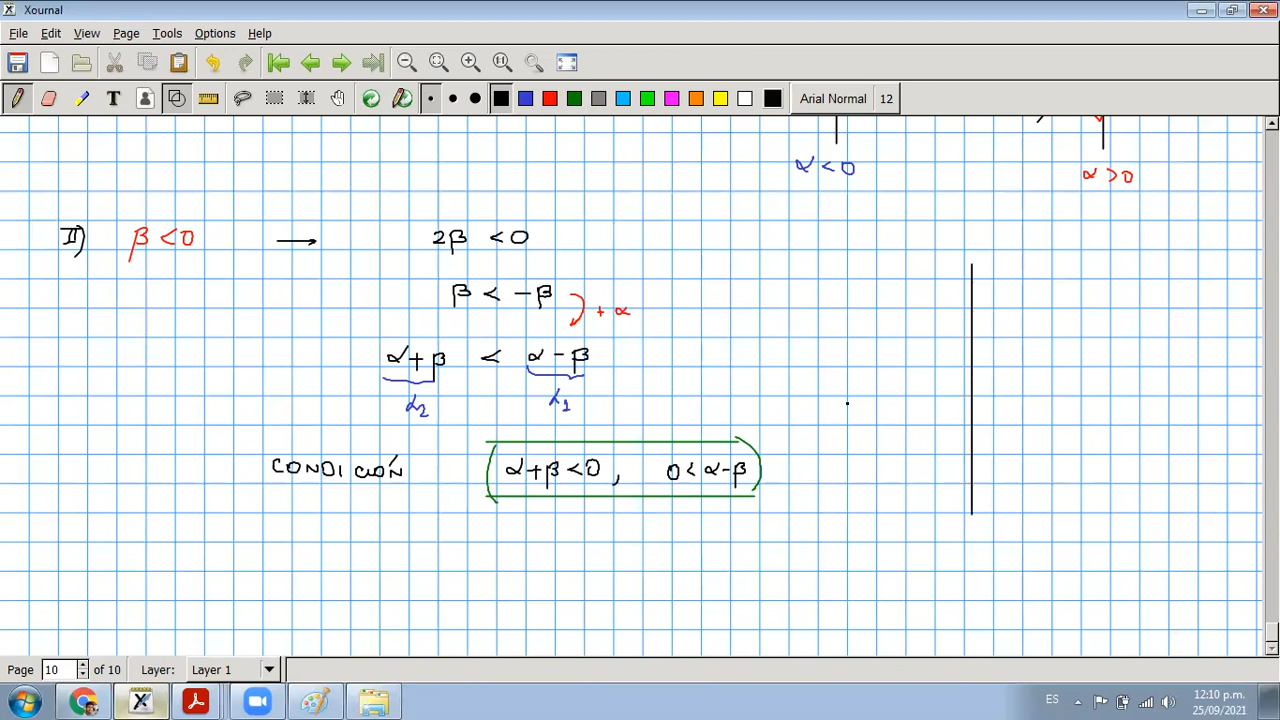 Xournal
File Edit View Page Tools Options Help
Arial Normal 12
α < 0
α > 0
II) β < 0 → 2β < 0
β < -β
+ α
α + β < α - β
λ2 λ1
CONDICIÓN (α+β < 0, 0 < α-β)
Page 10 of 10 Layer: Layer 1
ES 12:10 p.m.
25/09/2021